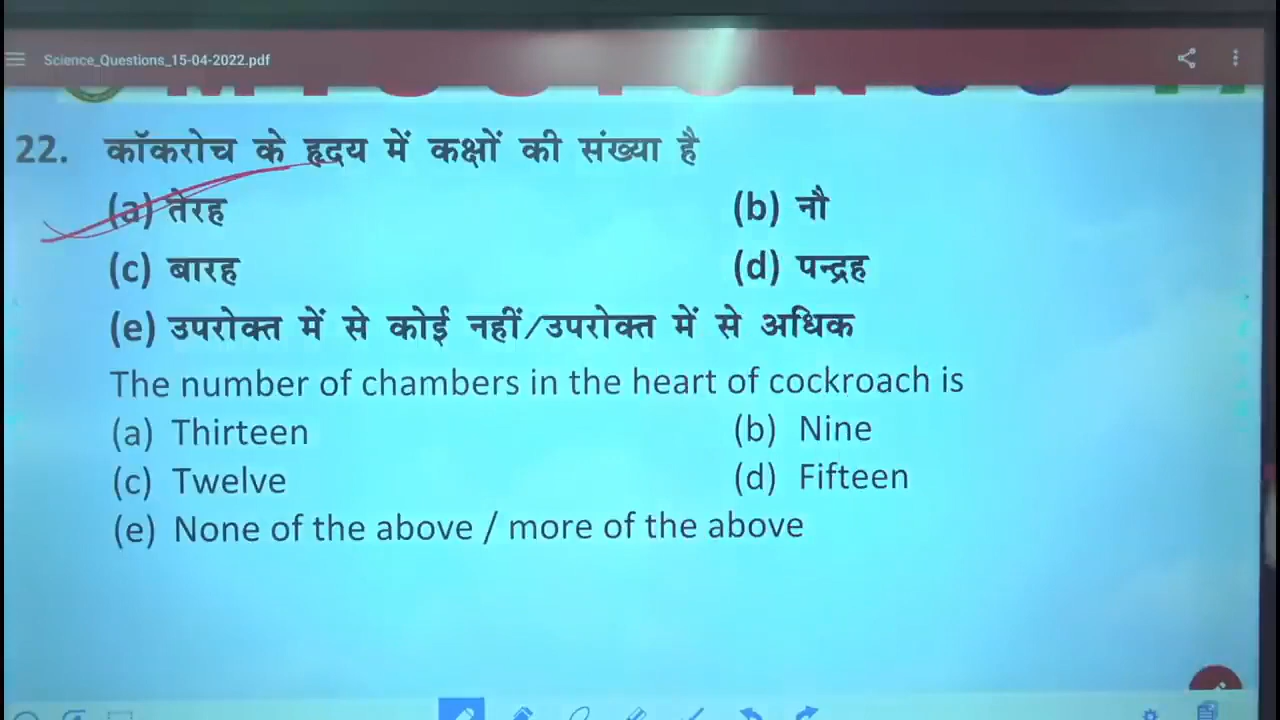 Science_Questions_15-04-2022.pdf
22. कॉकरोच के हृदय में कक्षों की संख्या है
(a) तेरह (b) नौ
(c) बारह (d) पन्द्रह
(e) उपरोक्त में से कोई नहीं/उपरोक्त में से अधिक
The number of chambers in the heart of cockroach is
(a) Thirteen (b) Nine
(c) Twelve (d) Fifteen
(e) None of the above / more of the above